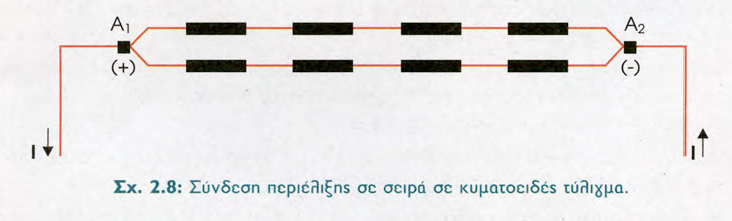 A₁ A₂
(+) (-)
I I
Σχ. 2.8: Σύνδεση περιέλιξης σε σειρά σε κυματοειδές τύλιγμα.